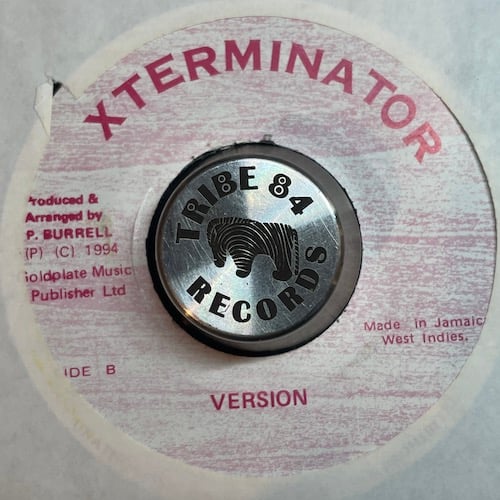 XTERMINATOR
TRIBE 84
RECORDS
Produced &
Arranged by
P. BURRELL
(P) (C) 1994
Goldplate Music
Publisher Ltd
Made in Jamaic
West Indies.
IDE B
VERSION